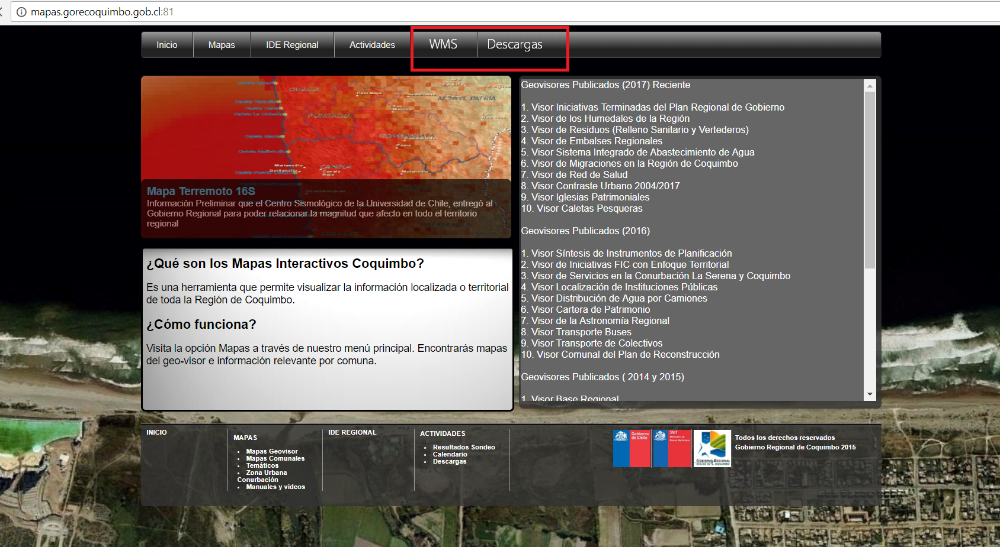 mapas.gorecoquimbo.gob.cl:81
Inicio
Mapas
IDE Regional
Actividades
WMS
Descargas
MONTE PATRIA
PUNITAQUI
CANELA
Mapa Terremoto 16S
Información Preliminar que el Centro Sismológico de la Universidad de Chile, entregó al
Gobierno Regional para poder relacionar la magnitud que afecto en todo el territorio
regional
¿Qué son los Mapas Interactivos Coquimbo?
Es una herramienta que permite visualizar la información localizada o territorial
de toda la Región de Coquimbo.
¿Cómo funciona?
Visita la opción Mapas a través de nuestro menú principal. Encontrarás mapas
del geo-visor e información relevante por comuna.
Geovisores Publicados (2017) Reciente
1. Visor Iniciativas Terminadas del Plan Regional de Gobierno
2. Visor de los Humedales de la Región
3. Visor de Residuos (Relleno Sanitario y Vertederos)
4. Visor de Embalses Regionales
5. Visor Sistema Integrado de Abastecimiento de Agua
6. Visor de Migraciones en la Región de Coquimbo
7. Visor de Red de Salud
8. Visor Contraste Urbano 2004/2017
9. Visor Iglesias Patrimoniales
10. Visor Caletas Pesqueras
Geovisores Publicados (2016)
1. Visor Síntesis de Instrumentos de Planificación
2. Visor de Iniciativas FIC con Enfoque Territorial
3. Visor de Servicios en la Conurbación La Serena y Coquimbo
4. Visor Localización de Instituciones Públicas
5. Visor Distribución de Agua por Camiones
6. Visor Cartera de Patrimonio
7. Visor de la Astronomía Regional
8. Visor Transporte Buses
9. Visor Transporte de Colectivos
10. Visor Comunal del Plan de Reconstrucción
Geovisores Publicados ( 2014 y 2015)
1. Visor Base Regional
INICIO
MAPAS
• Mapas Geovisor
• Mapas Comunales
• Temáticos
• Zona Urbana
Conurbación
• Manuales y videos
IDE REGIONAL
ACTIVIDADES
• Resultados Sondeo
• Calendario
• Descargas
Gobierno
de Chile
SNIT
Ministerio de
Bienes Nacionales
GOBIERNO REGIONAL
REGION DE COQUIMBO
Todos los derechos reservados
Gobierno Regional de Coquimbo 2015